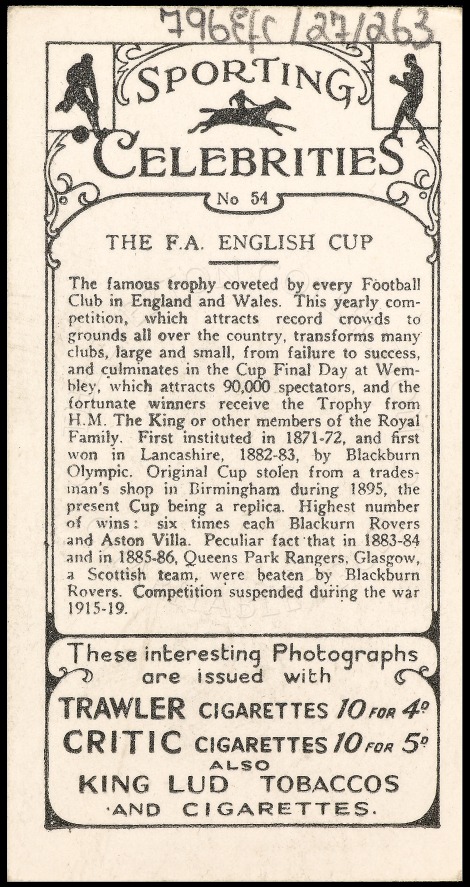 796efc/27/263
SPORTING
CELEBRITIES
No 54
THE F.A. ENGLISH CUP
The famous trophy coveted by every Football
Club in England and Wales. This yearly com-
petition, which attracts record crowds to
grounds all over the country, transforms many
clubs, large and small, from failure to success,
and culminates in the Cup Final Day at Wem-
bley, which attracts 90,000 spectators, and the
fortunate winners receive the Trophy from
H.M. The King or other members of the Royal
Family. First instituted in 1871-72, and first
won in Lancashire, 1882-83, by Blackburn
Olympic. Original Cup stolen from a trades-
man's shop in Birmingham during 1895, the
present Cup being a replica. Highest number
of wins: six times each Blackurn Rovers
and Aston Villa. Peculiar fact that in 1883-84
and in 1885-86, Queens Park Rangers, Glasgow,
a Scottish team, were beaten by Blackburn
Rovers. Competition suspended during the war
1915-19.
These interesting Photographs
are issued with
TRAWLER CIGARETTES 10 FOR 4D
CRITIC CIGARETTES 10 FOR 5D
ALSO
KING LUD TOBACCOS
AND CIGARETTES.